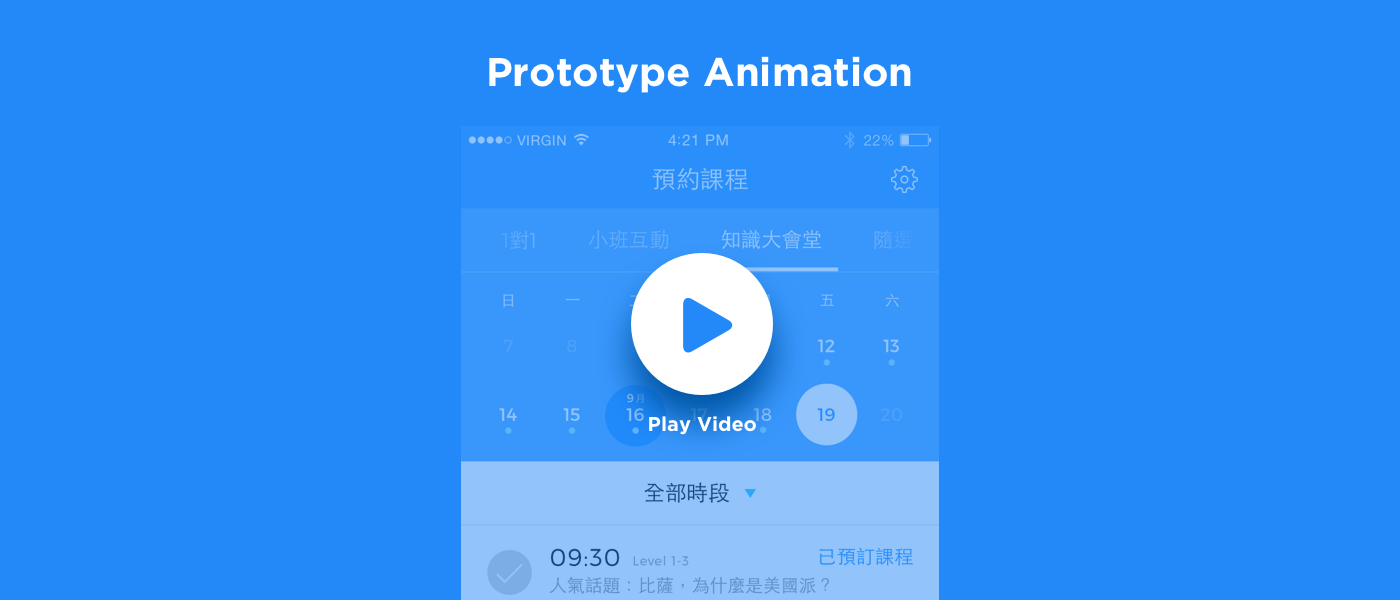 Prototype Animation
VIRGIN 4:21 PM 22%
預約課程
1對1 小班互動 知識大會堂 隨選
日 一 五 六
7 8 12 13
9月
14 15 16 17 18 19 20
Play Video
全部時段
09:30 Level 1-3 已預訂課程
人氣話題：比薩，為什麼是美國派？